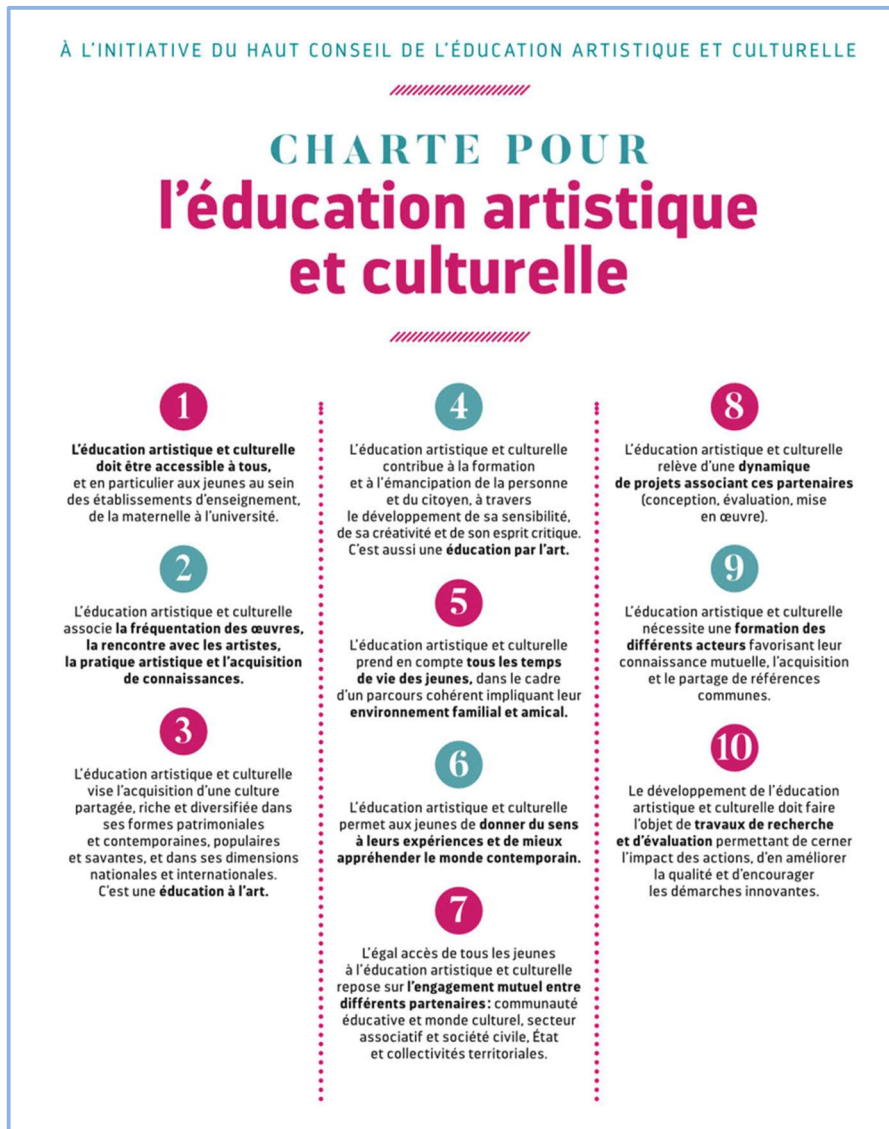 À L'INITIATIVE DU HAUT CONSEIL DE L'ÉDUCATION ARTISTIQUE ET CULTURELLE
CHARTE POUR
l'éducation artistique
et culturelle
1
L'éducation artistique et culturelle
doit être accessible à tous,
et en particulier aux jeunes au sein
des établissements d'enseignement,
de la maternelle à l'université.
2
L'éducation artistique et culturelle
associe la fréquentation des œuvres,
la rencontre avec les artistes,
la pratique artistique et l'acquisition
de connaissances.
3
L'éducation artistique et culturelle
vise l'acquisition d'une culture
partagée, riche et diversifiée dans
ses formes patrimoniales
et contemporaines, populaires
et savantes, et dans ses dimensions
nationales et internationales.
C'est une éducation à l'art.
4
L'éducation artistique et culturelle
contribue à la formation
et à l'émancipation de la personne
et du citoyen, à travers
le développement de sa sensibilité,
de sa créativité et de son esprit critique.
C'est aussi une éducation par l'art.
5
L'éducation artistique et culturelle
prend en compte tous les temps
de vie des jeunes, dans le cadre
d'un parcours cohérent impliquant leur
environnement familial et amical.
6
L'éducation artistique et culturelle
permet aux jeunes de donner du sens
à leurs expériences et de mieux
appréhender le monde contemporain.
7
L'égal accès de tous les jeunes
à l'éducation artistique et culturelle
repose sur l'engagement mutuel entre
différents partenaires : communauté
éducative et monde culturel, secteur
associatif et société civile, État
et collectivités territoriales.
8
L'éducation artistique et culturelle
relève d'une dynamique
de projets associant ces partenaires
(conception, évaluation, mise
en œuvre).
9
L'éducation artistique et culturelle
nécessite une formation des
différents acteurs favorisant leur
connaissance mutuelle, l'acquisition
et le partage de références
communes.
10
Le développement de l'éducation
artistique et culturelle doit faire
l'objet de travaux de recherche
et d'évaluation permettant de cerner
l'impact des actions, d'en améliorer
la qualité et d'encourager
les démarches innovantes.